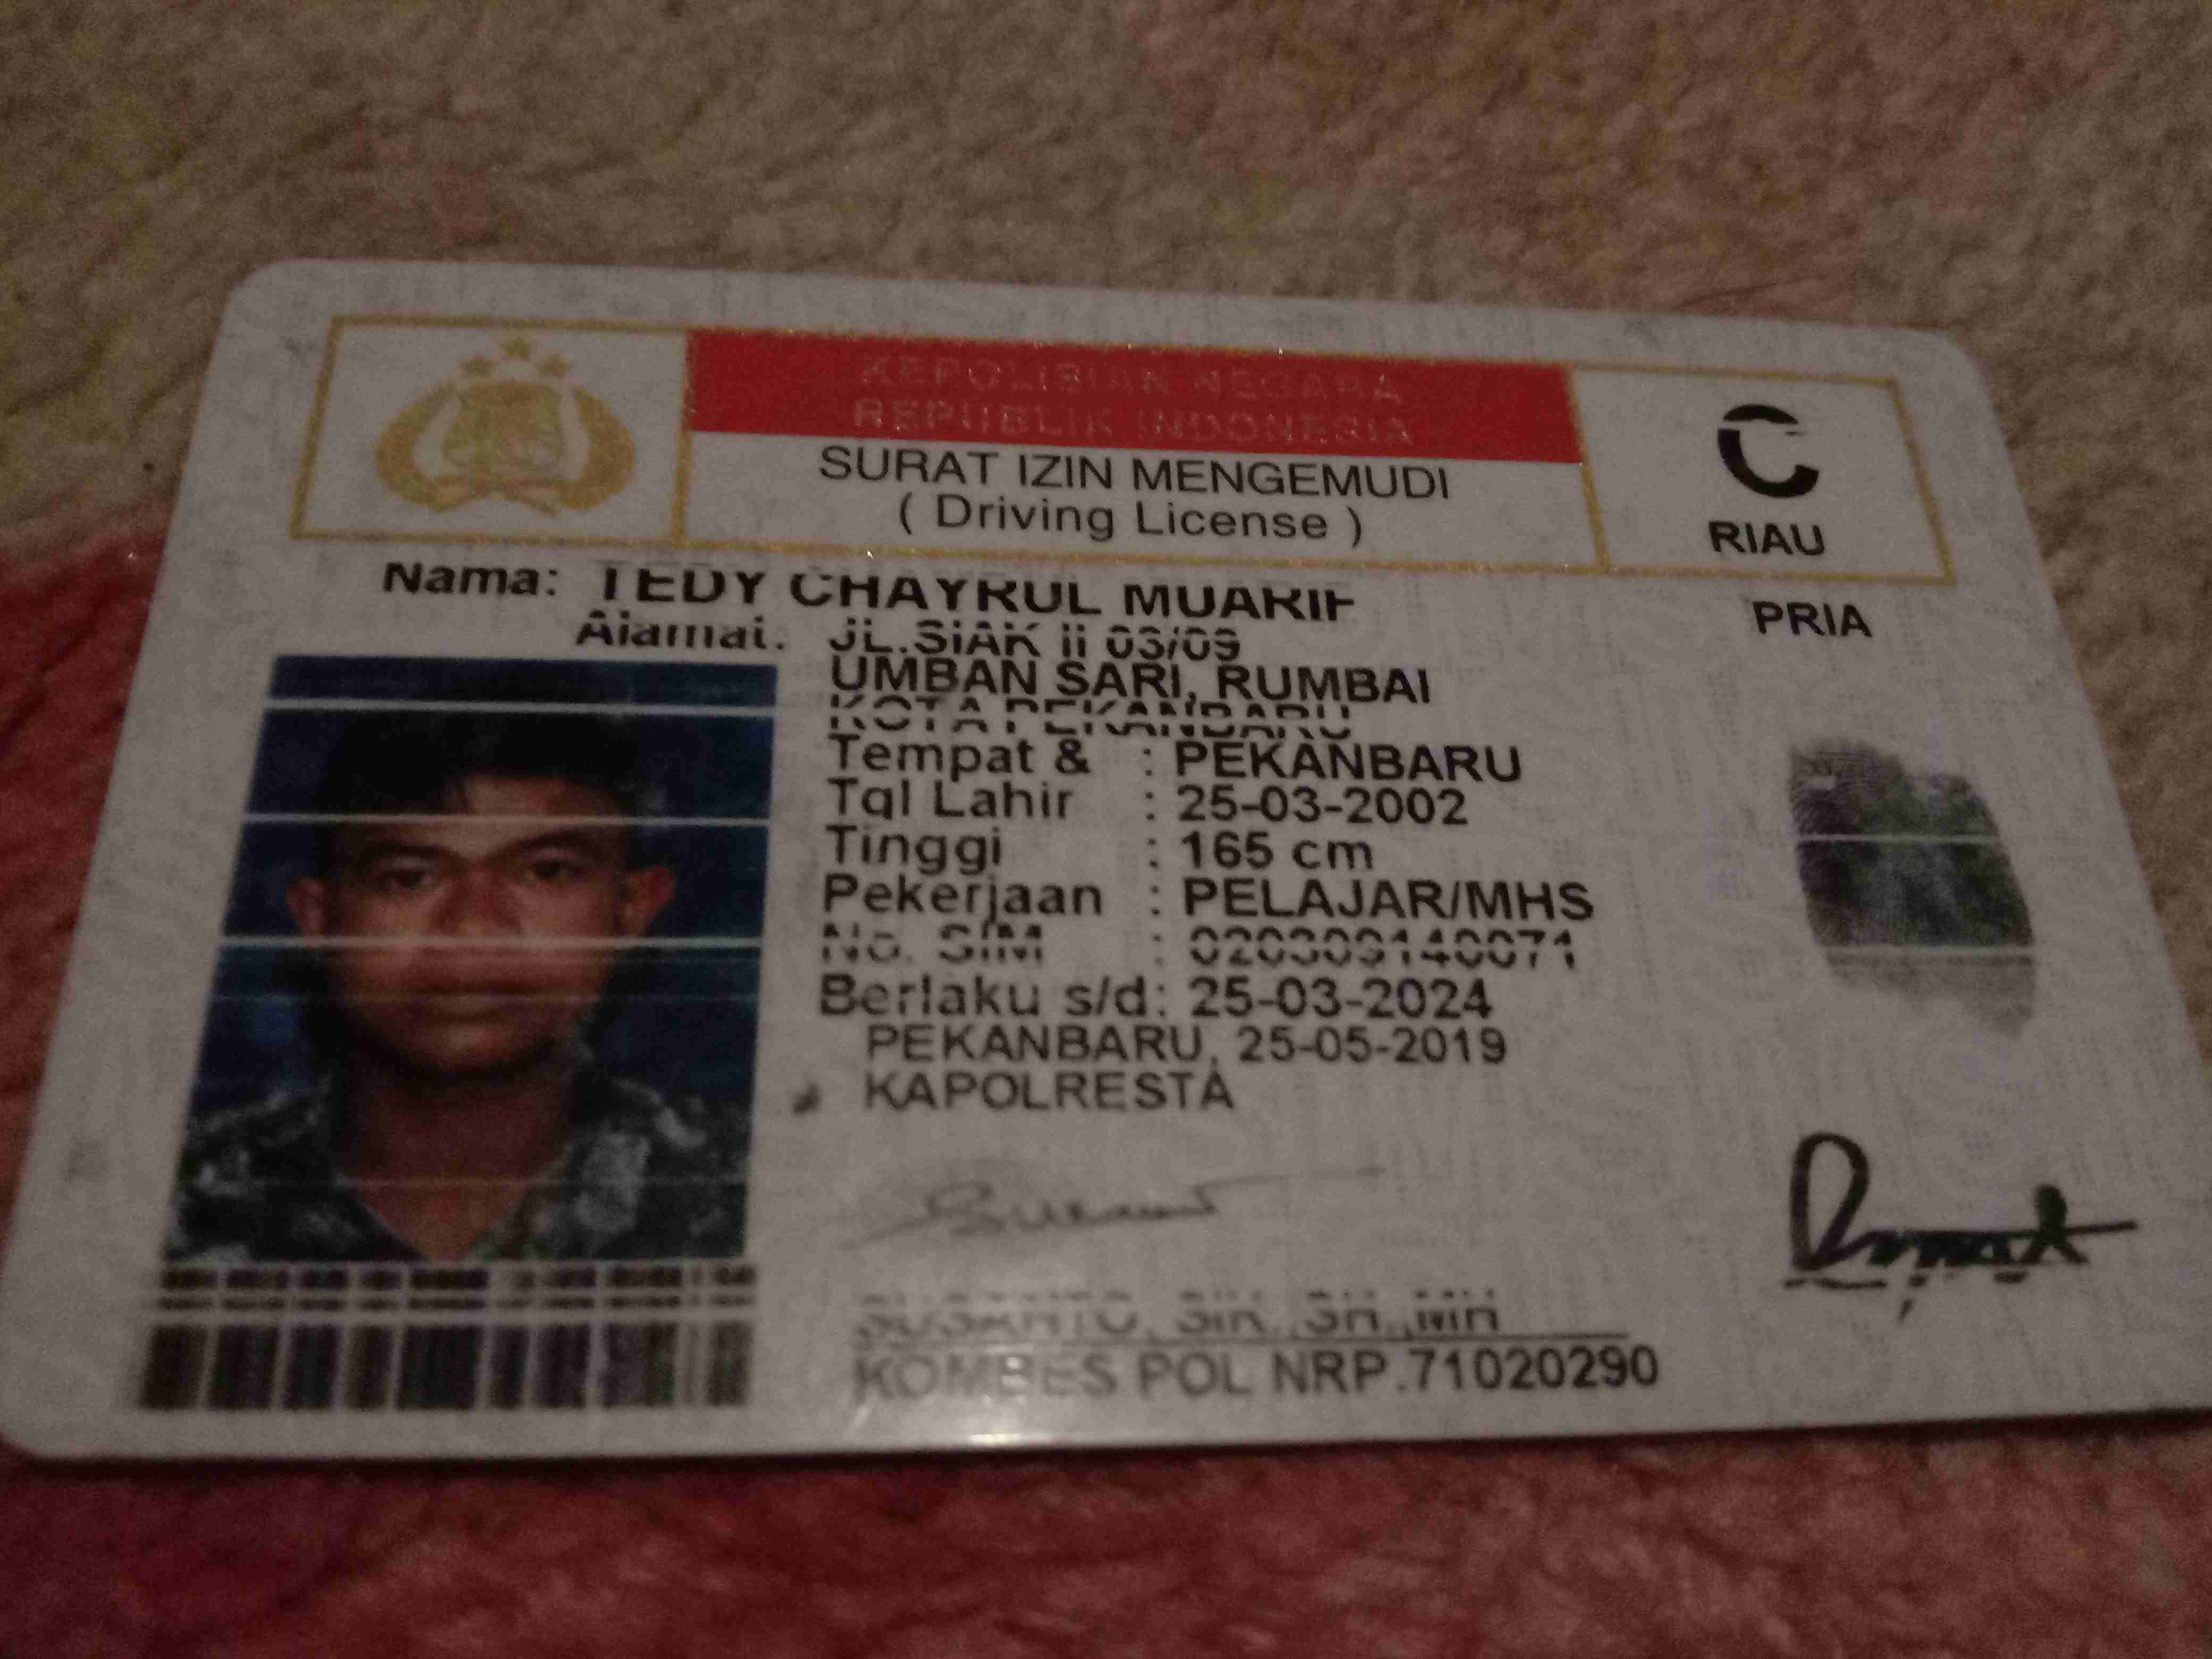 KEPOLISIAN NEGARA
REPUBLIK INDONESIA
SURAT IZIN MENGEMUDI
( Driving License )
C
RIAU
Nama: TEDY CHAYRUL MUARIF
PRIA
Alamat: JL.SIAK II 03/09
UMBAN SARI, RUMBAI
KOTA PEKANBARU
Tempat & : PEKANBARU
Tgl Lahir : 25-03-2002
Tinggi : 165 cm
Pekerjaan : PELAJAR/MHS
No. SIM :
Berlaku s/d: 25-03-2024
PEKANBARU, 25-05-2019
KAPOLRESTA
SIK.,SH.,MH
KOMBES POL NRP.71020290